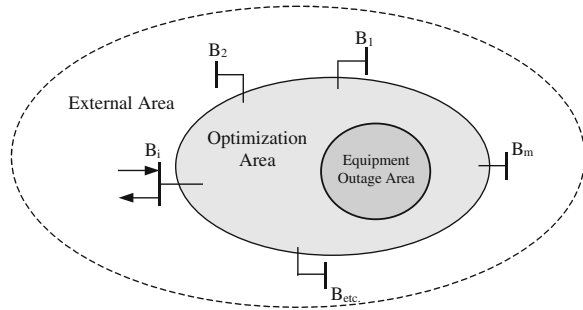 B1
B2
External Area
Optimization
Area
Bi
Equipment
Outage Area
Bm
Betc.